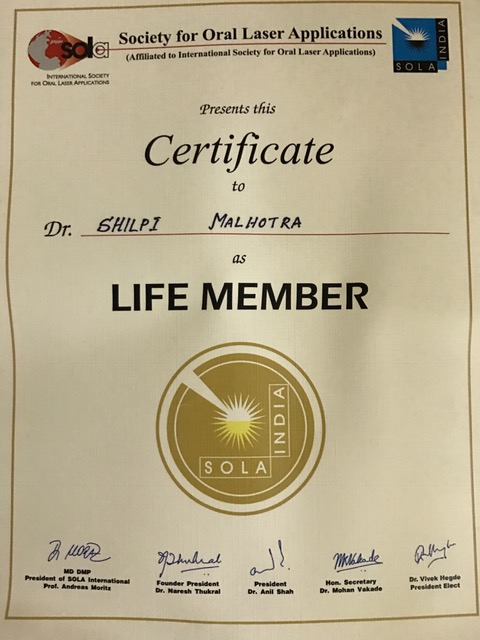 sola
INTERNATIONAL SOCIETY
FOR ORAL LASER APPLICATIONS
Society for Oral Laser Applications
(Affiliated to International Society for Oral Laser Applications)
SOLA INDIA
Presents this
Certificate
to
Dr. SHILPI MALHOTRA
as
LIFE MEMBER
SOLA INDIA
MD DMP
President of SOLA International
Prof. Andreas Moritz
Founder President
Dr. Naresh Thukral
President
Dr. Anil Shah
Hon. Secretary
Dr. Mohan Vakade
Dr. Vivek Hegde
President Elect